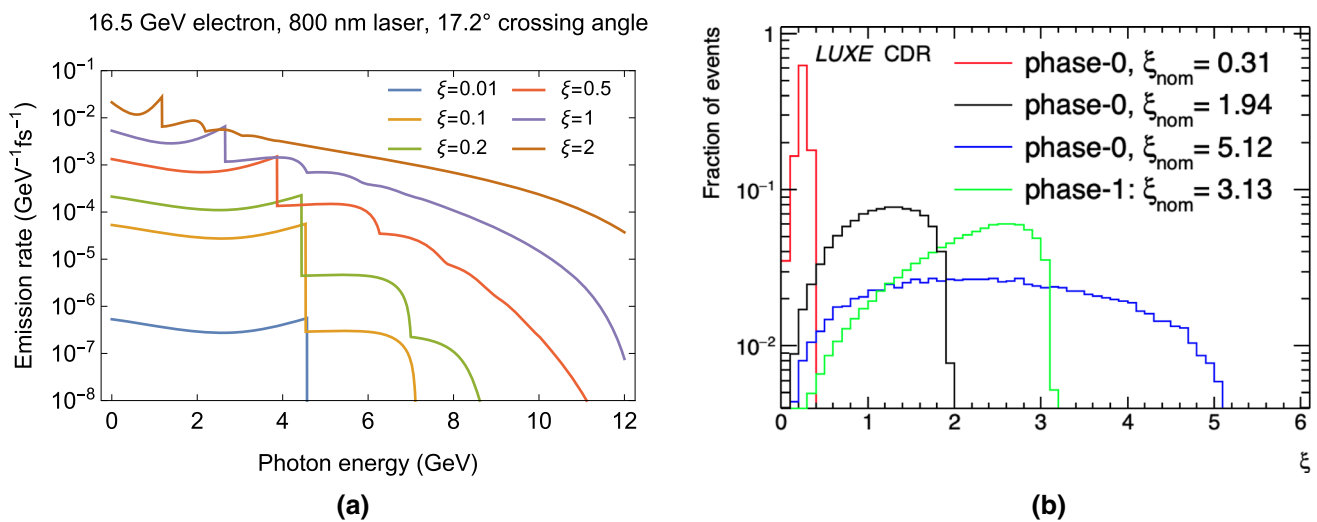 16.5 GeV electron, 800 nm laser, 17.2° crossing angle
Emission rate (GeV⁻¹fs⁻¹)
10⁻¹
10⁻²
10⁻³
10⁻⁴
10⁻⁵
10⁻⁶
10⁻⁷
10⁻⁸
ξ=0.01 ξ=0.5
ξ=0.1 ξ=1
ξ=0.2 ξ=2
0 2 4 6 8 10 12
Photon energy (GeV)
(a)
Fraction of events
1
10⁻¹
10⁻²
LUXE CDR
phase-0, ξnom = 0.31
phase-0, ξnom = 1.94
phase-0, ξnom = 5.12
phase-1: ξnom = 3.13
0 1 2 3 4 5 6
ξ
(b)